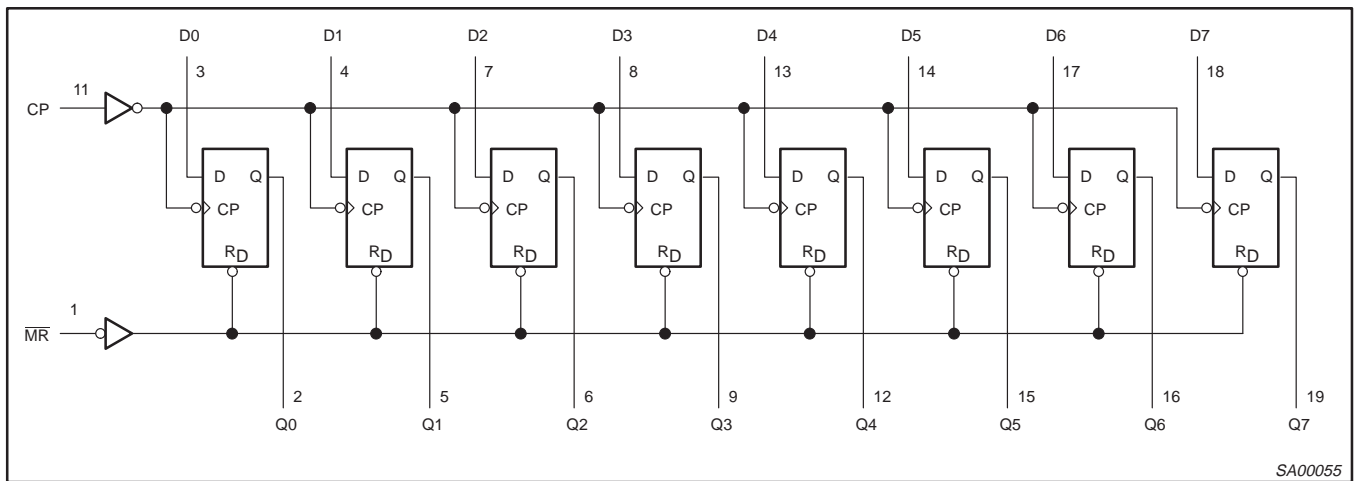 D0 D1 D2 D3 D4 D5 D6 D7
3 4 7 8 13 14 17 18
11
CP
D Q D Q D Q D Q D Q D Q D Q D Q
CP CP CP CP CP CP CP CP
RD RD RD RD RD RD RD RD
1
MR
2 5 6 9 12 15 16 19
Q0 Q1 Q2 Q3 Q4 Q5 Q6 Q7
SA00055